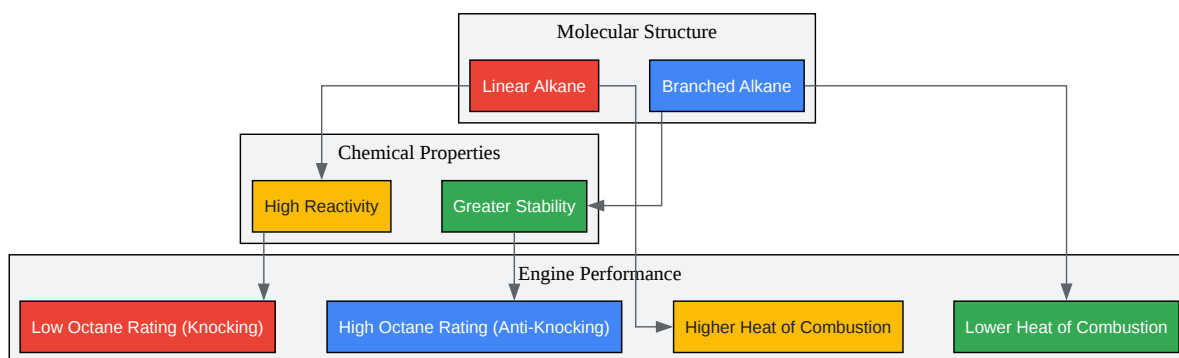 Molecular Structure
Linear Alkane
Branched Alkane
Chemical Properties
High Reactivity
Greater Stability
Engine Performance
Low Octane Rating (Knocking)
High Octane Rating (Anti-Knocking)
Higher Heat of Combustion
Lower Heat of Combustion